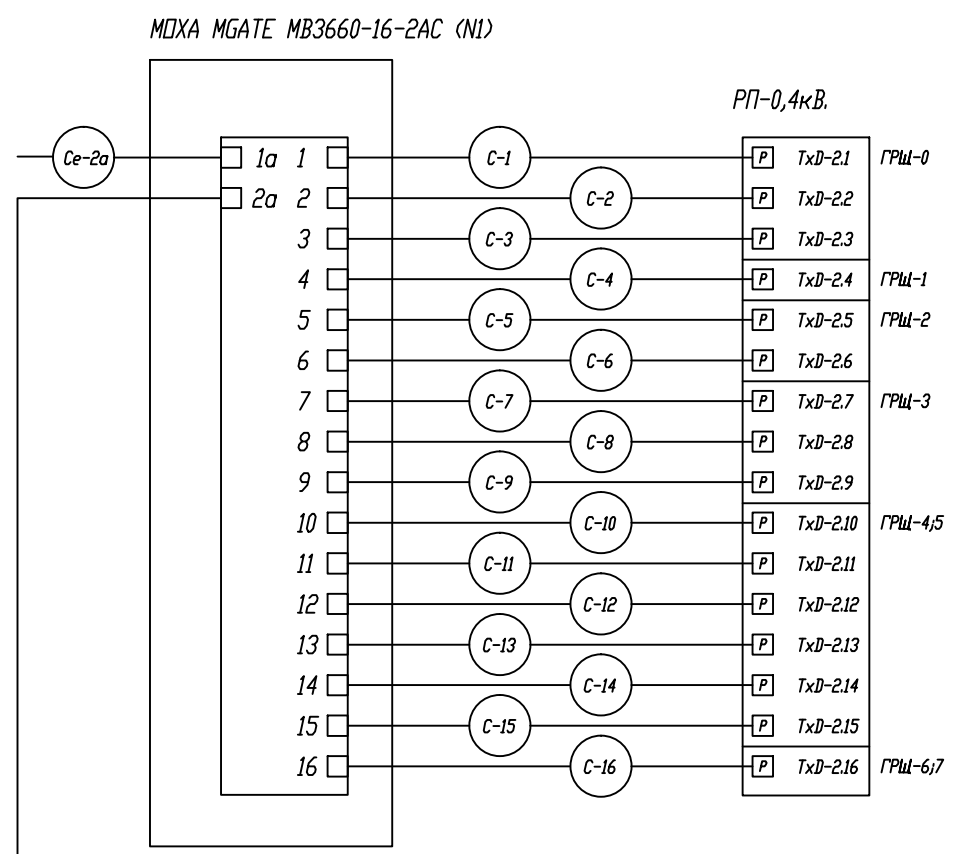 MOXA MGATE MB3660-16-2AC (N1)
РП-0,4кВ.
Се-2а 1а 1 С-1 Р TxD-2.1 ГРЩ-0
2а 2 С-2 Р TxD-2.2
3 С-3 Р TxD-2.3
4 С-4 Р TxD-2.4 ГРЩ-1
5 С-5 Р TxD-2.5 ГРЩ-2
6 С-6 Р TxD-2.6
7 С-7 Р TxD-2.7 ГРЩ-3
8 С-8 Р TxD-2.8
9 С-9 Р TxD-2.9
10 С-10 Р TxD-2.10 ГРЩ-4;5
11 С-11 Р TxD-2.11
12 С-12 Р TxD-2.12
13 С-13 Р TxD-2.13
14 С-14 Р TxD-2.14
15 С-15 Р TxD-2.15
16 С-16 Р TxD-2.16 ГРЩ-6;7